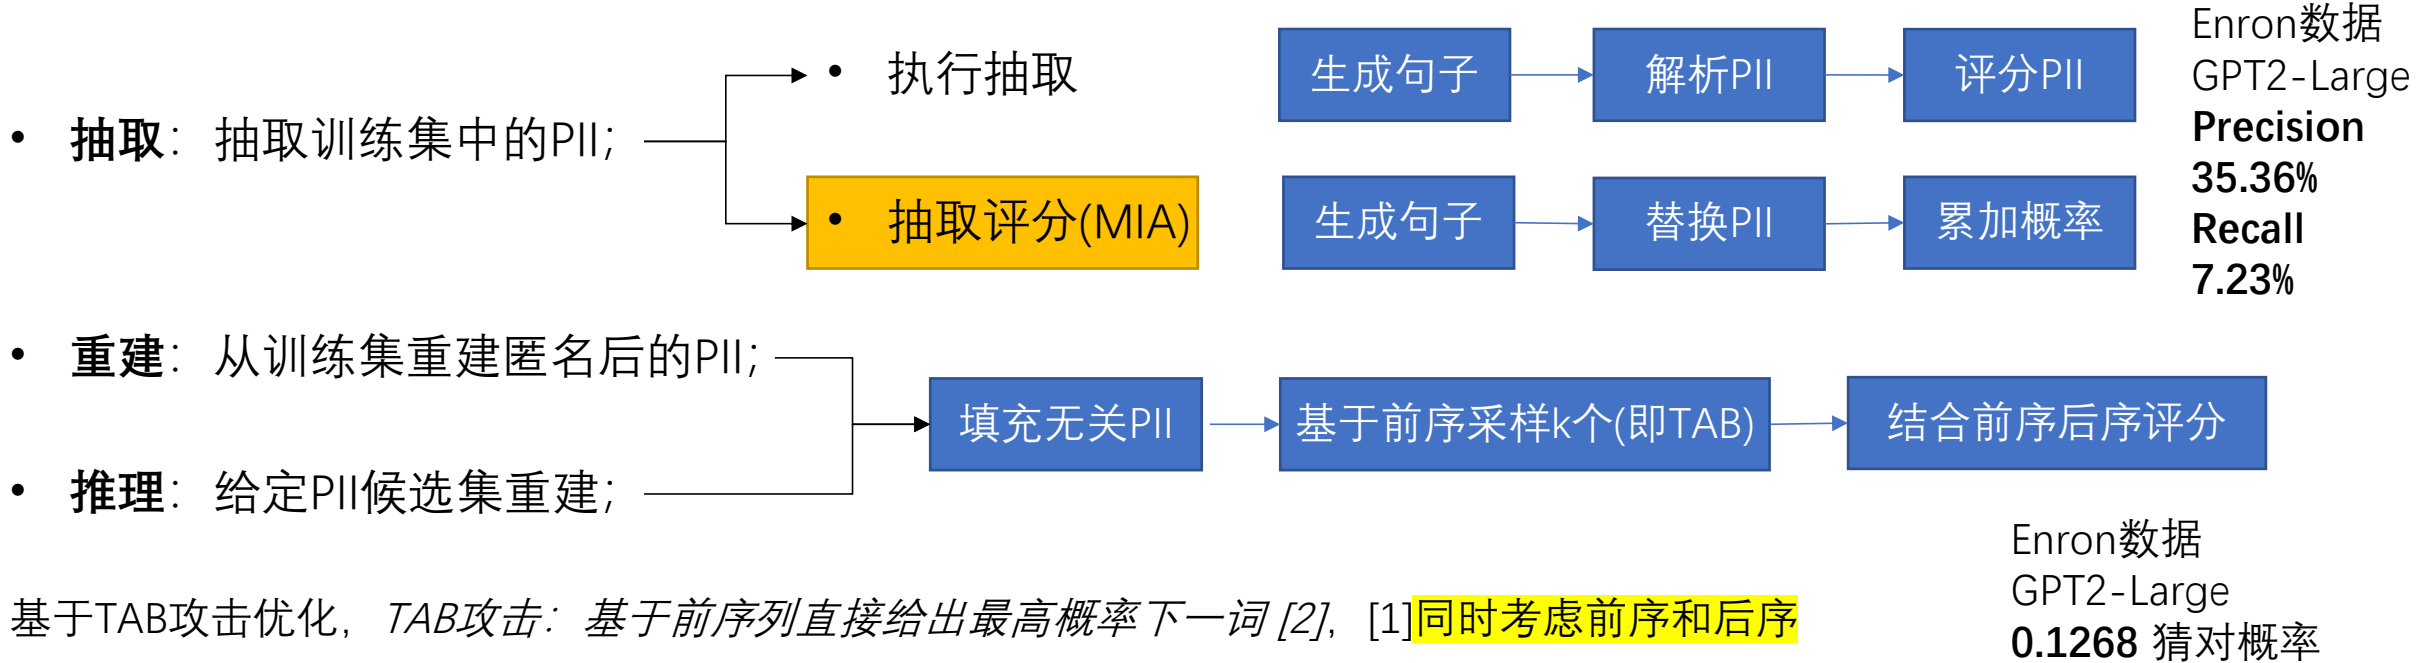 • 抽取：抽取训练集中的PII；
• 执行抽取
生成句子
解析PII
评分PII
• 抽取评分(MIA)
生成句子
替换PII
累加概率
Enron数据
GPT2-Large
Precision
35.36%
Recall
7.23%
• 重建：从训练集重建匿名后的PII；
• 推理：给定PII候选集重建；
填充无关PII
基于前序采样k个(即TAB)
结合前序后序评分
Enron数据
GPT2-Large
0.1268 猜对概率
基于TAB攻击优化，TAB攻击：基于前序列直接给出最高概率下一词 [2]，[1]同时考虑前序和后序